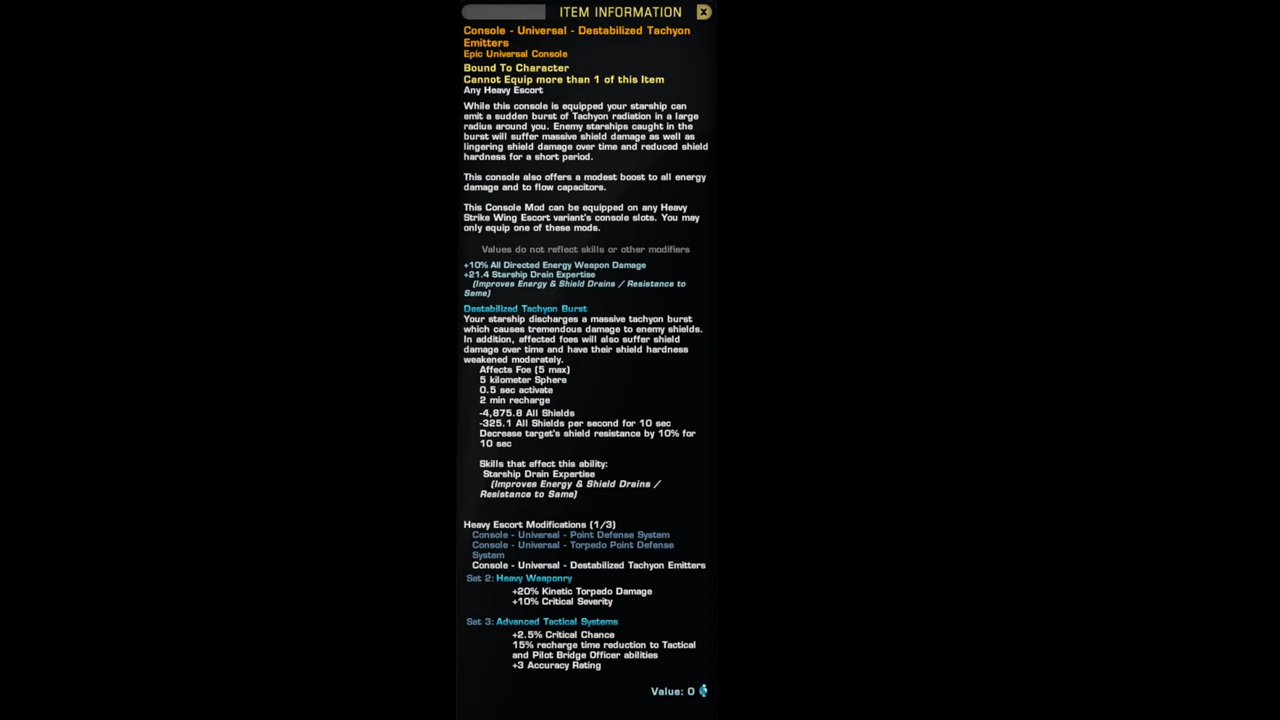 ITEM INFORMATION X
Console - Universal - Destabilized Tachyon
Emitters
Epic Universal Console
Bound To Character
Cannot Equip more than 1 of this Item
Any Heavy Escort
While this console is equipped your starship can
emit a sudden burst of Tachyon radiation in a large
radius around you. Enemy starships caught in the
burst will suffer massive shield damage as well as
lingering shield damage over time and reduced shield
hardness for a short period.
This console also offers a modest boost to all energy
damage and to flow capacitors.
This Console Mod can be equipped on any Heavy
Strike Wing Escort variant's console slots. You may
only equip one of these mods.
Values do not reflect skills or other modifiers
+10% All Directed Energy Weapon Damage
+21.4 Starship Drain Expertise
(Improves Energy & Shield Drains / Resistance to
Same)
Destabilized Tachyon Burst
Your starship discharges a massive tachyon burst
which causes tremendous damage to enemy shields.
In addition, affected foes will also suffer shield
damage over time and have their shield hardness
weakened moderately.
Affects Foe (5 max)
5 kilometer Sphere
0.5 sec activate
2 min recharge
-4,875.8 All Shields
-325.1 All Shields per second for 10 sec
Decrease target's shield resistance by 10% for
10 sec
Skills that affect this ability:
Starship Drain Expertise
(Improves Energy & Shield Drains /
Resistance to Same)
Heavy Escort Modifications (1/3)
Console - Universal - Point Defense System
Console - Universal - Torpedo Point Defense
System
Console - Universal - Destabilized Tachyon Emitters
Set 2: Heavy Weaponry
+20% Kinetic Torpedo Damage
+10% Critical Severity
Set 3: Advanced Tactical Systems
+2.5% Critical Chance
15% recharge time reduction to Tactical
and Pilot Bridge Officer abilities
+3 Accuracy Rating
Value: 0